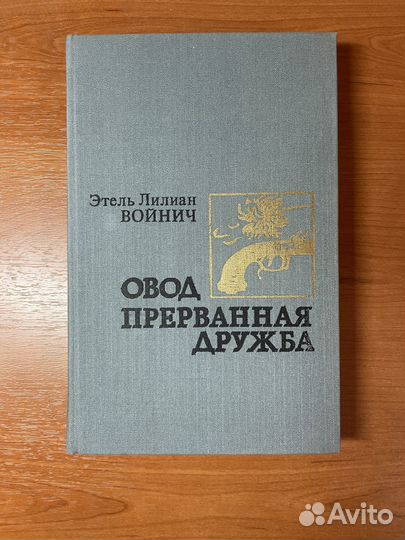 Этель Лилиан
ВОЙНИЧ
ОВОД
ПРЕРВАННАЯ
ДРУЖБА
Avito